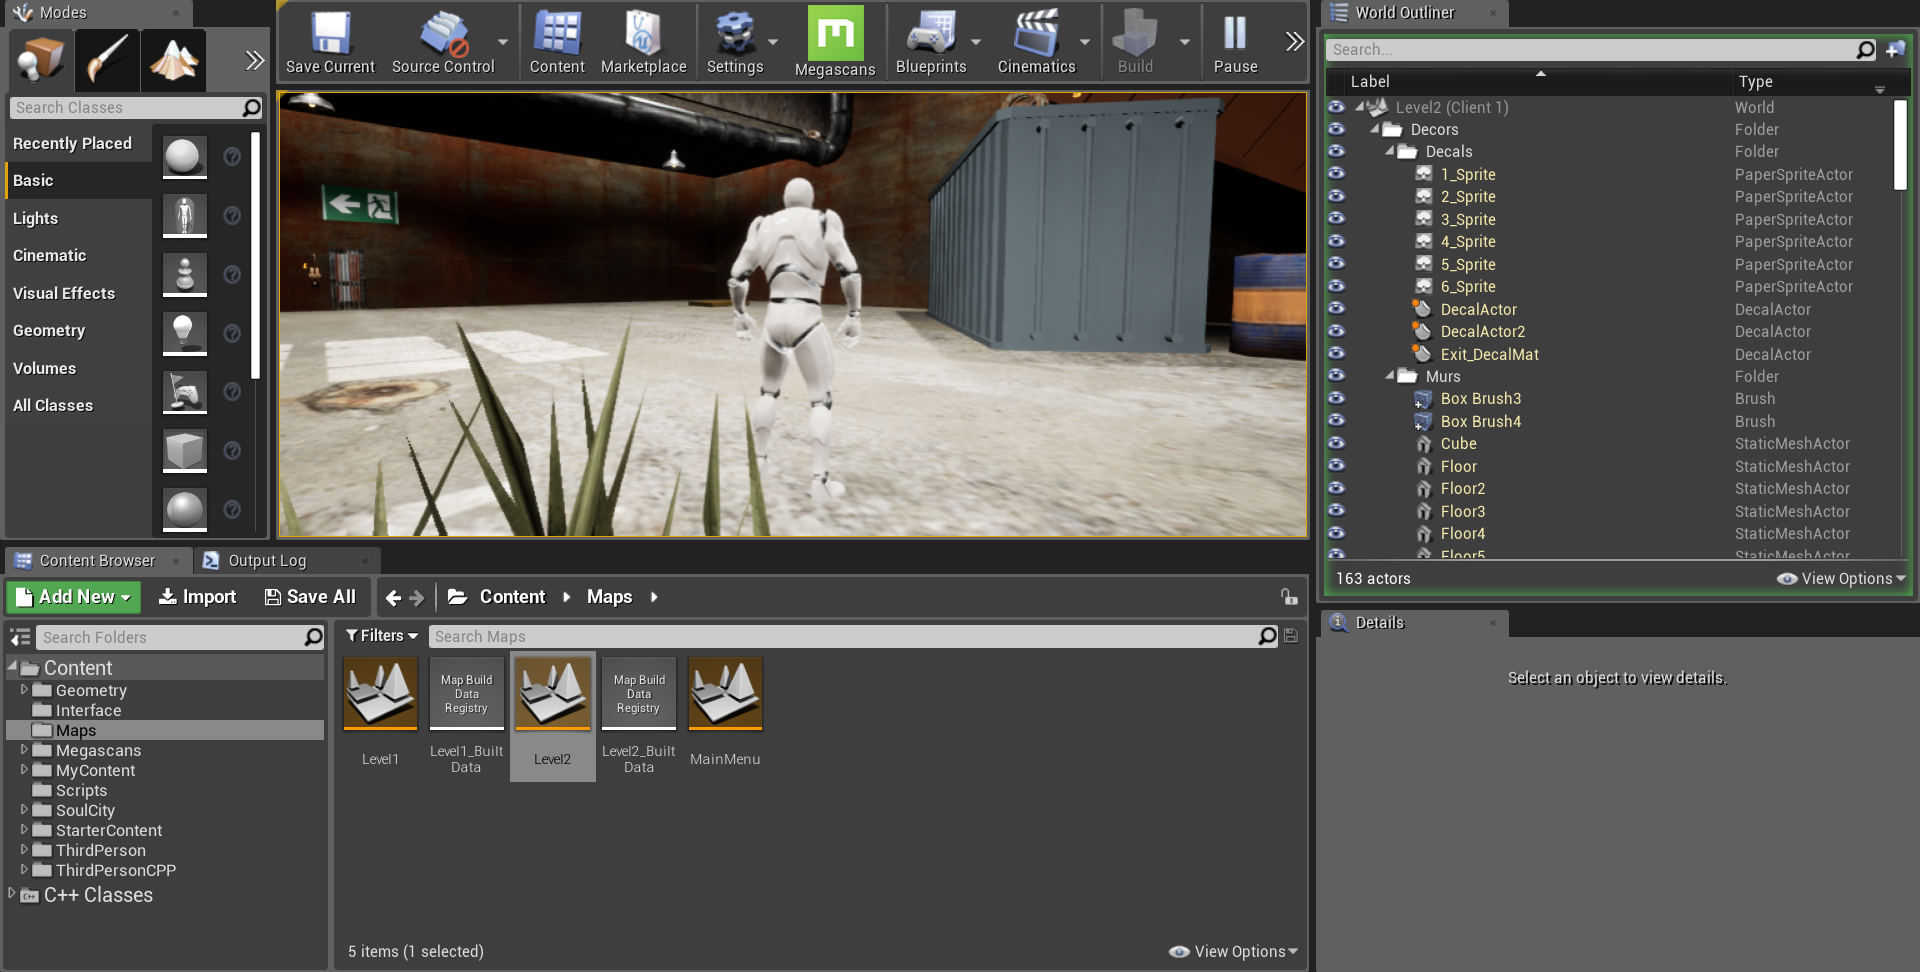 Modes
Search Classes
Recently Placed
Basic
Lights
Cinematic
Visual Effects
Geometry
Volumes
All Classes
Save Current
Source Control
Content
Marketplace
Settings
Megascans
Blueprints
Cinematics
Build
Pause
World Outliner
Search...
Label Type
Level2 (Client 1) World
Decors Folder
Decals Folder
1_Sprite PaperSpriteActor
2_Sprite PaperSpriteActor
3_Sprite PaperSpriteActor
4_Sprite PaperSpriteActor
5_Sprite PaperSpriteActor
6_Sprite PaperSpriteActor
DecalActor DecalActor
DecalActor2 DecalActor
Exit_DecalMat DecalActor
Murs Folder
Box Brush3 Brush
Box Brush4 Brush
Cube StaticMeshActor
Floor StaticMeshActor
Floor2 StaticMeshActor
Floor3 StaticMeshActor
Floor4 StaticMeshActor
Floor5 StaticMeshActor
163 actors View Options
Details
Select an object to view details.
Content Browser
Output Log
Add New Import Save All Content Maps
Search Folders
Content
Geometry
Interface
Maps
Megascans
MyContent
Scripts
SoulCity
StarterContent
ThirdPerson
ThirdPersonCPP
C++ Classes
Filters Search Maps
Map Build
Data
Registry
Map Build
Data
Registry
Level1
Level1_Built
Data
Level2
Level2_Built
Data
MainMenu
5 items (1 selected) View Options